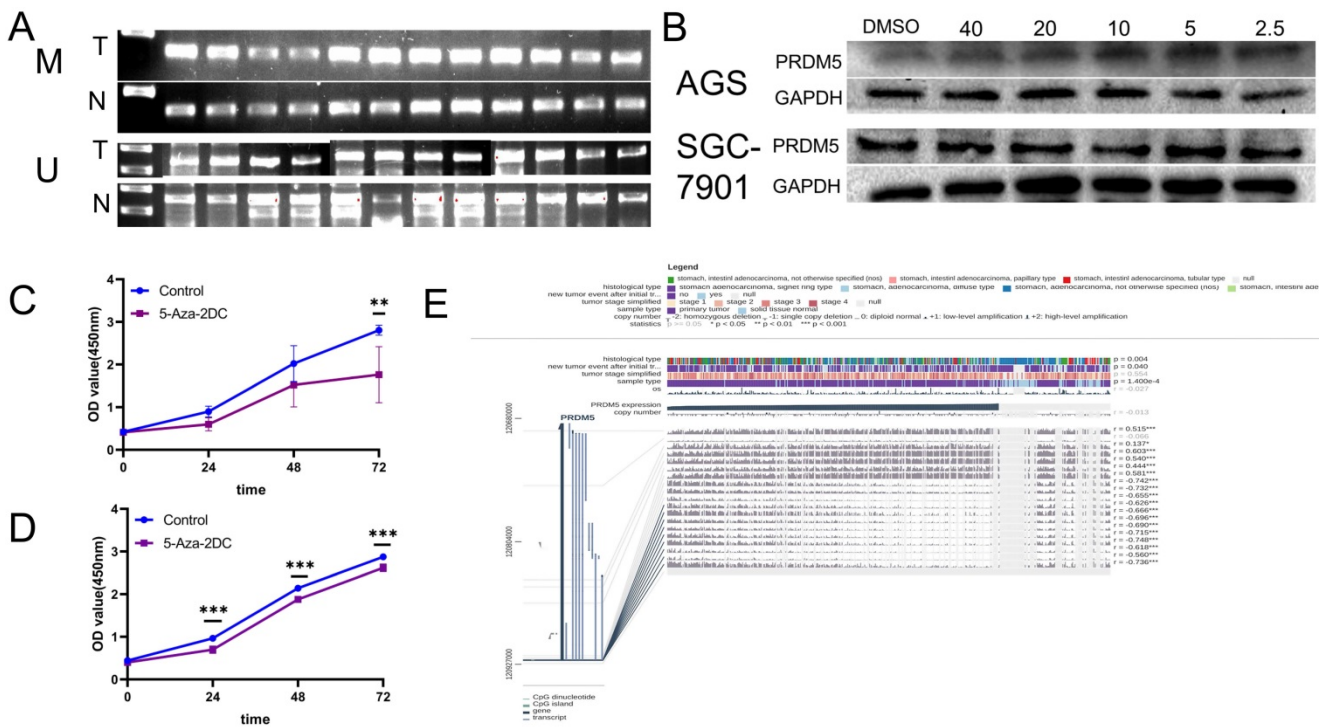 A
M
T
N
U
T
N
B
DMSO 40 20 10 5 2.5
AGS
PRDM5
GAPDH
SGC-
7901
PRDM5
GAPDH
C
OD value(450nm)
4
3
2
1
0
Control
5-Aza-2DC
**
0 24 48 72
time
D
OD value(450nm)
4
3
2
1
0
Control
5-Aza-2DC
***
***
***
0 24 48 72
time
E
Legend
stomach, intestinl adenocarcinoma, not otherwise specified (nos) stomach, intestinl adenocarcinoma, papillary type stomach, intestinl adenocarcinoma, tubular type null
histological type stomach adenocarcinoma, signet ring type stomach, adenocarcinoma, diffuse type stomach, adenocarcinoma, not otherwise specified (nos) stomach, intestinl ade
new tumor event after initial tr... no yes null
tumor stage simplified stage 1 stage 2 stage 3 stage 4 null
sample type primary tumor solid tissue normal
copy number -2: homozygous deletion -1: single copy deletion 0: diploid normal +1: low-level amplification +2: high-level amplification
statistics p >= 0.05 * p < 0.05 ** p < 0.01 *** p < 0.001
histological type p = 0.004
new tumor event after initial tr... p = 0.040
tumor stage simplified p = 0.554
sample type p = 1.400e-4
os r = -0.027
PRDM5 expression
copy number r = -0.013
PRDM5
120680000
120804000
120927000
r = 0.515***
r = -0.066
r = 0.137*
r = 0.603***
r = 0.540***
r = 0.444***
r = 0.581***
r = -0.742***
r = -0.732***
r = -0.655***
r = -0.626***
r = -0.666***
r = -0.696***
r = -0.690***
r = -0.715***
r = -0.748***
r = -0.618***
r = -0.560***
r = -0.736***
CpG dinucleotide
CpG island
gene
transcript